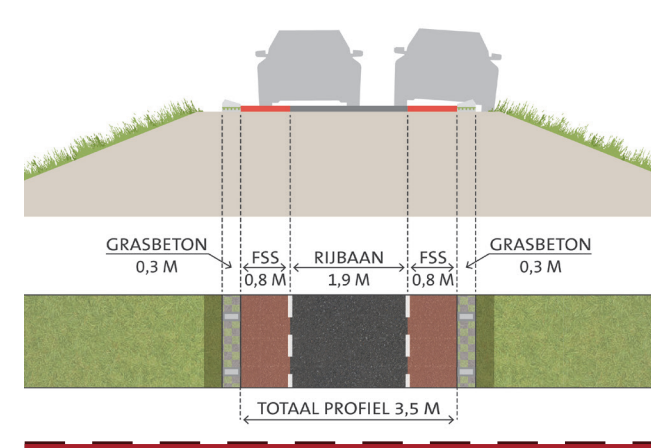 GRASBETON
0,3 M
FSS
0,8 M
RIJBAAN
1,9 M
FSS
0,8 M
GRASBETON
0,3 M
TOTAAL PROFIEL 3,5 M